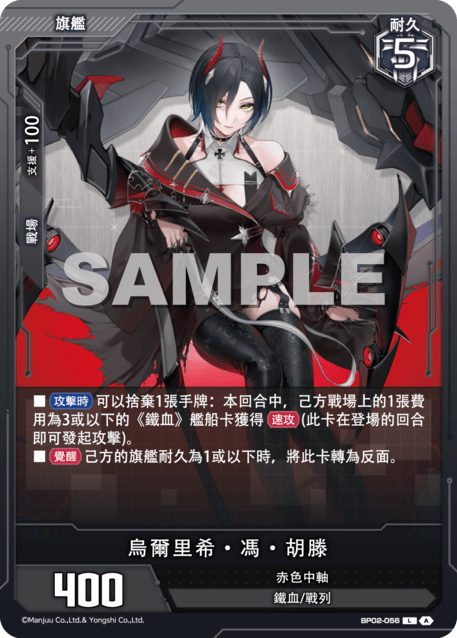 旗艦
耐久
5
支援+100
戰場
SAMPLE
■ 攻擊時 可以捨棄1張手牌：本回合中，己方戰場上的1張費
用為3或以下的《鐵血》艦船卡獲得 速攻 (此卡在登場的回合
即可發起攻擊)。
■ 覺醒 己方的旗艦耐久為1或以下時，將此卡轉為反面。
烏爾里希・馮・胡滕
400
赤色中軸
鐵血/戰列
©Manjuu Co.,Ltd.& Yongshi Co.,Ltd.
BP02-056 L A